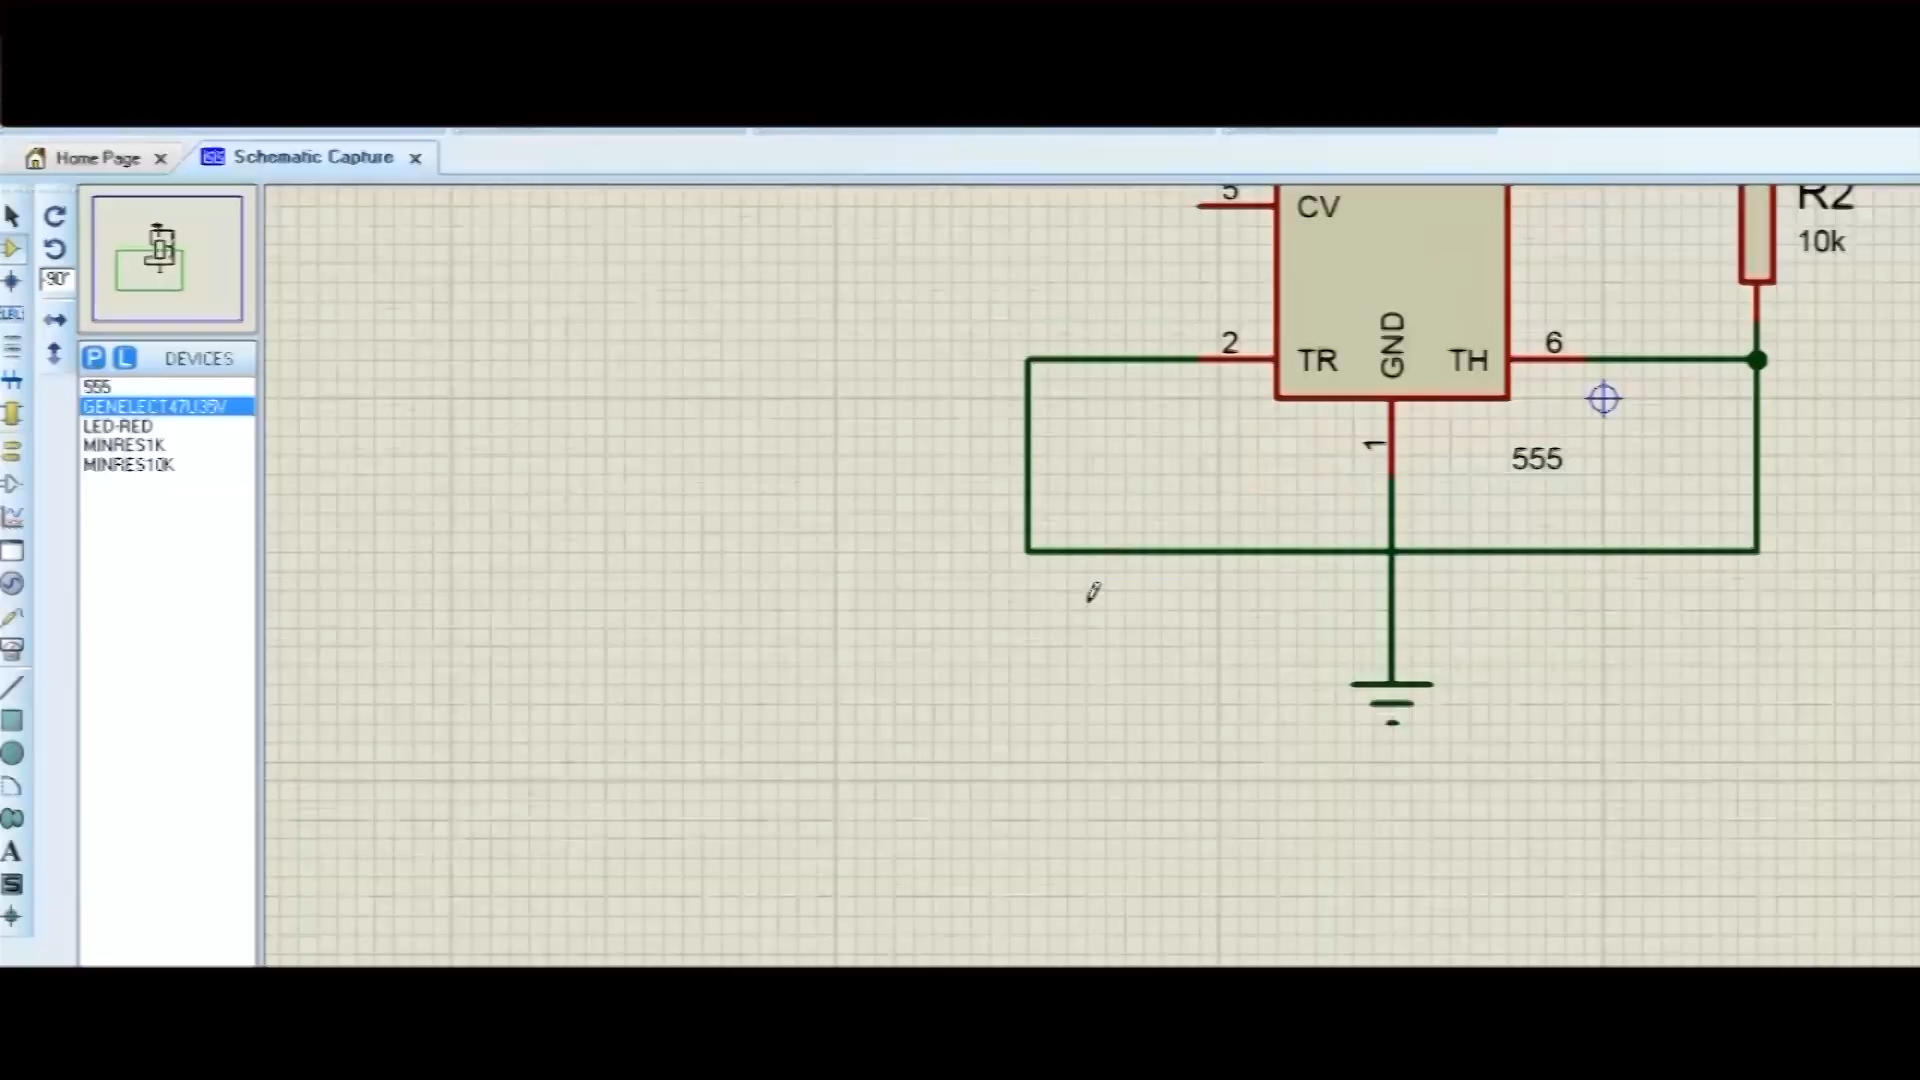 Home Page
Schematic Capture
-90°
LBL
P L DEVICES
555
GENELECT47U35V
LED-RED
MINRES1K
MINRES10K
A
S
5
CV
R2
10k
2
TR
GND
TH
6
1
555